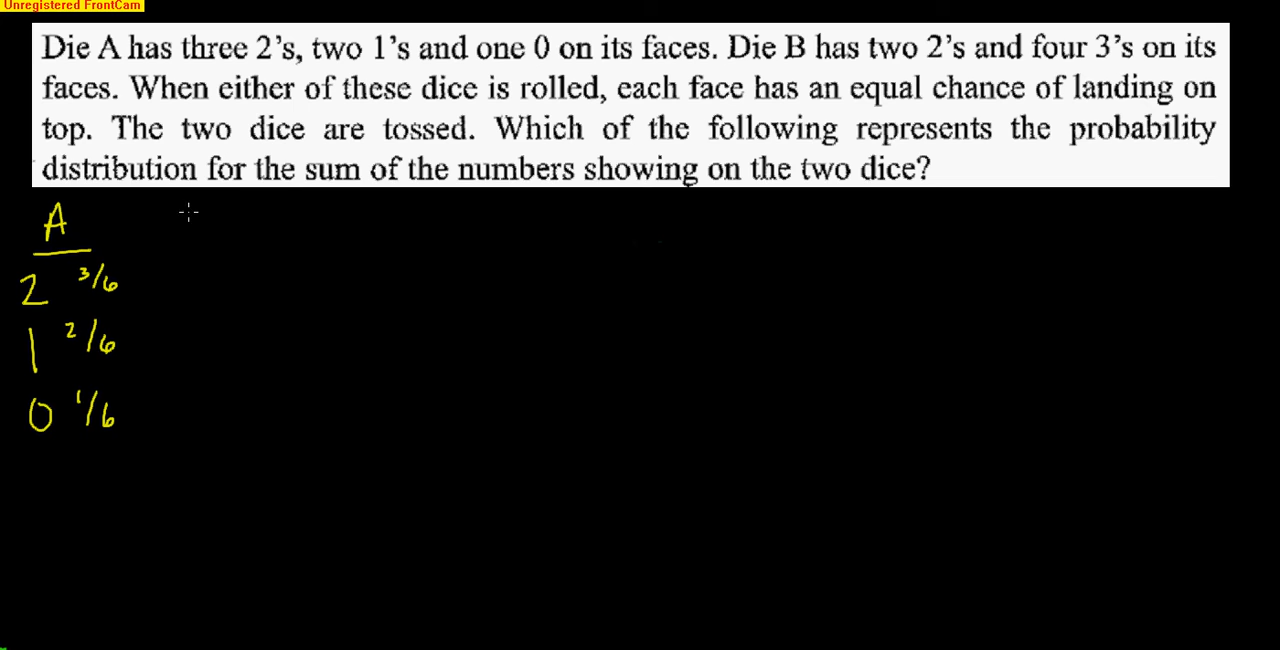 Unregistered FrontCam
Die A has three 2’s, two 1’s and one 0 on its faces. Die B has two 2’s and four 3’s on its
faces. When either of these dice is rolled, each face has an equal chance of landing on
top. The two dice are tossed. Which of the following represents the probability
distribution for the sum of the numbers showing on the two dice?
A
2 3/6
1 2/6
0 1/6